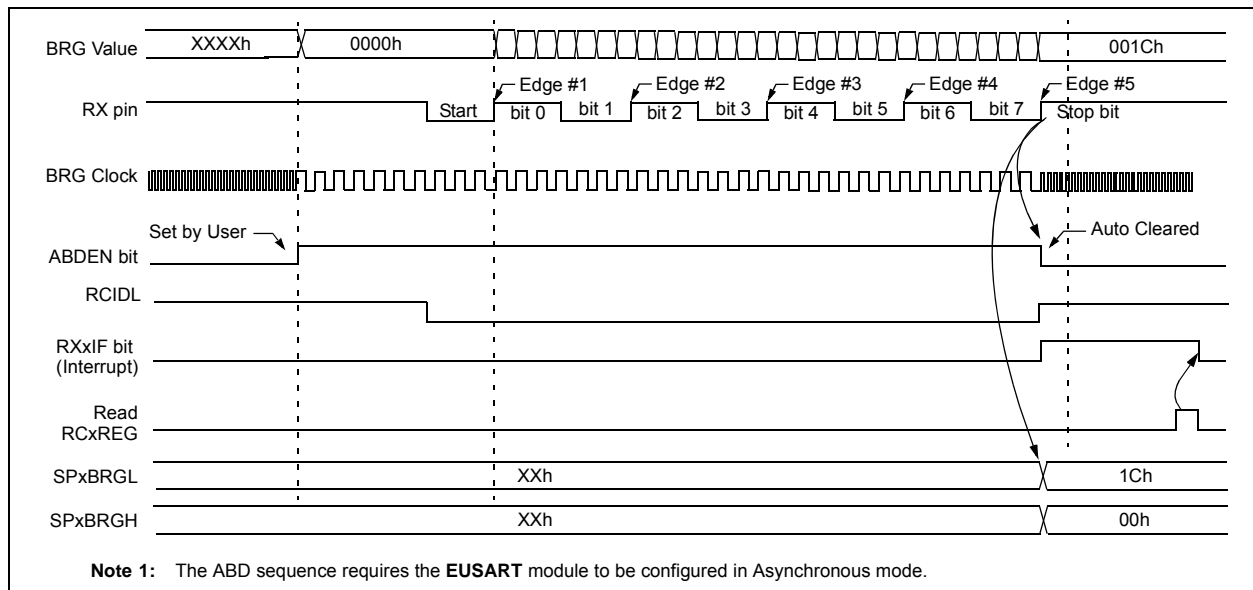 BRG Value XXXXh 0000h 001Ch
Edge #1 Edge #2 Edge #3 Edge #4 Edge #5
RX pin Start bit 0 bit 1 bit 2 bit 3 bit 4 bit 5 bit 6 bit 7 Stop bit
BRG Clock
Set by User Auto Cleared
ABDEN bit
RCIDL
RXxIF bit
(Interrupt)
Read
RCxREG
SPxBRGL XXh 1Ch
SPxBRGH XXh 00h
Note 1: The ABD sequence requires the EUSART module to be configured in Asynchronous mode.